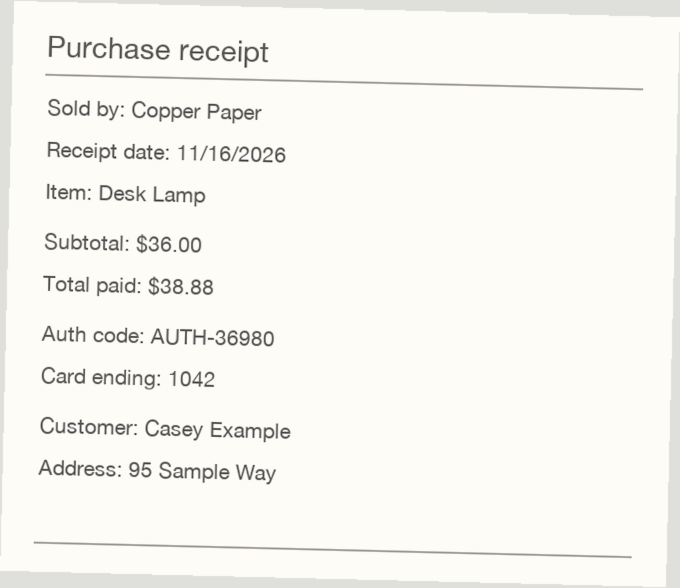 Purchase receipt
Sold by: Copper Paper
Receipt date: 11/16/2026
Item: Desk Lamp
Subtotal: $36.00
Total paid: $38.88
Auth code: AUTH-36980
Card ending: 1042
Customer: Casey Example
Address: 95 Sample Way